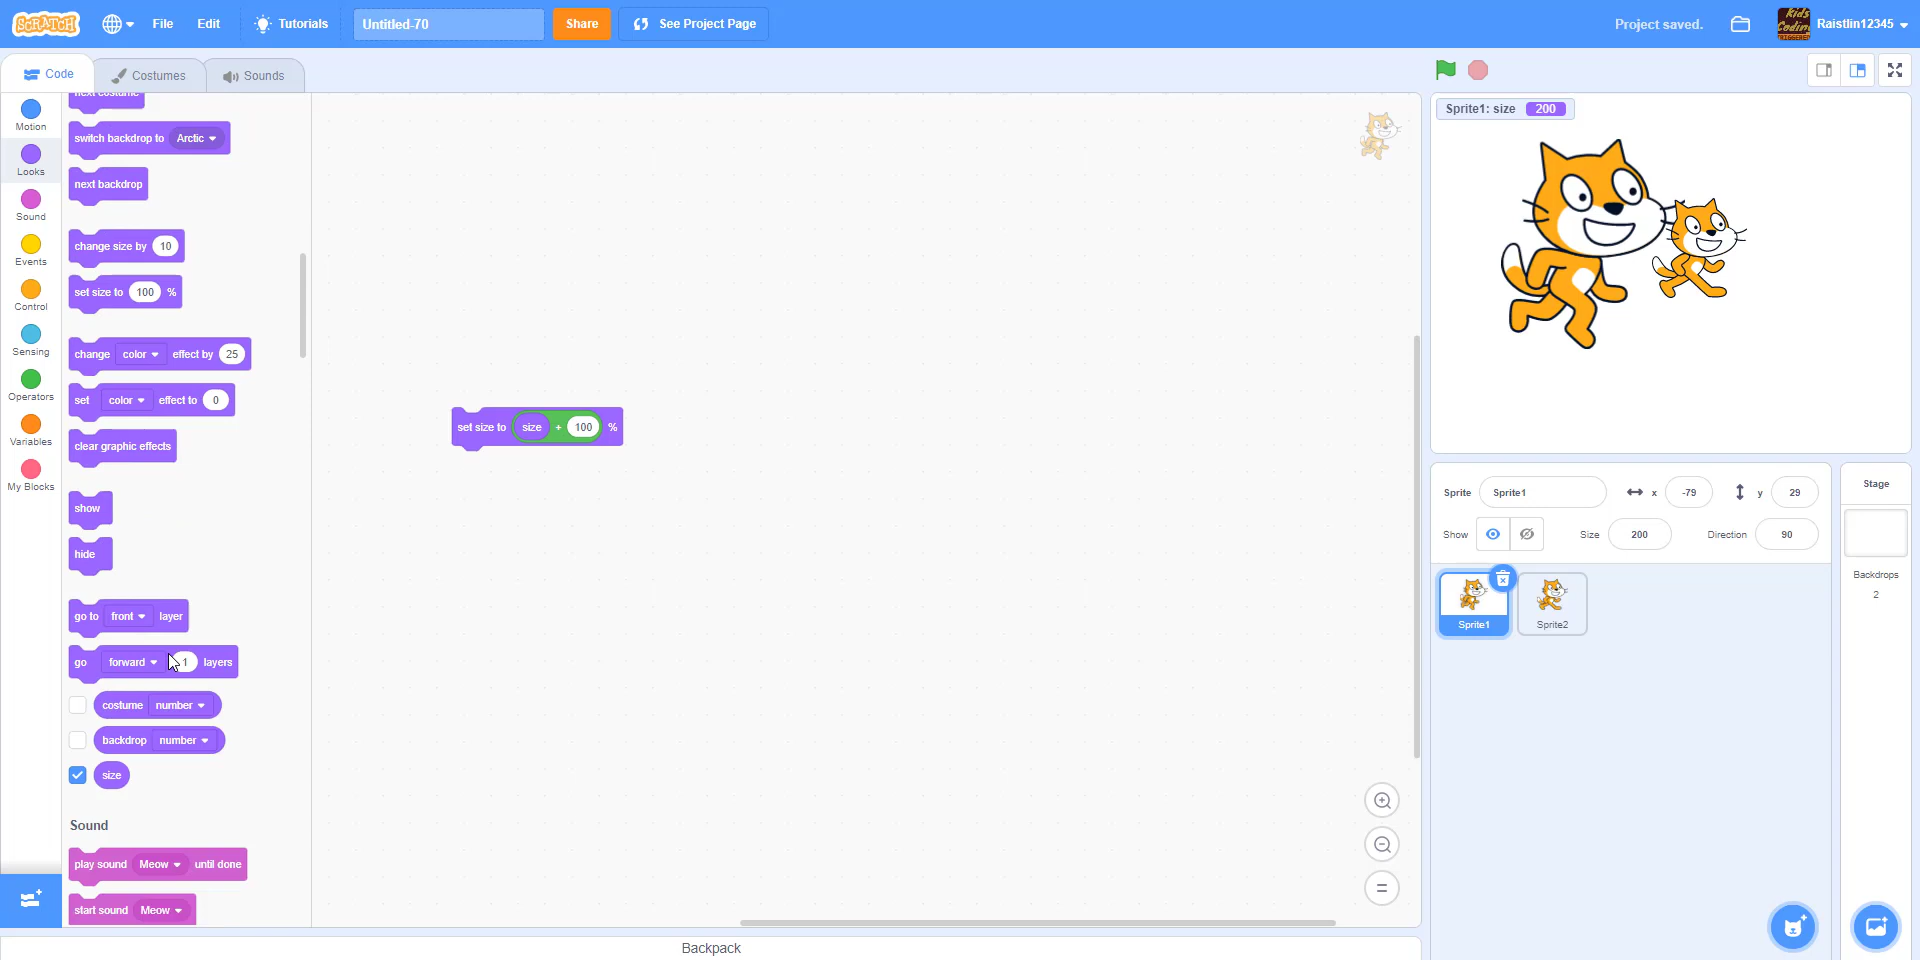 SCRATCH File Edit Tutorials Untitled-70 Share See Project Page Project saved. Raistlin12345
Code Costumes Sounds
Motion
Looks
Sound
Events
Control
Sensing
Operators
Variables
My Blocks
next costume
switch backdrop to Arctic
next backdrop
change size by 10
set size to 100 %
change color effect by 25
set color effect to 0
clear graphic effects
show
hide
go to front layer
go forward 1 layers
costume number
backdrop number
size
Sound
play sound Meow until done
start sound Meow
set size to size + 100 %
Backpack
Sprite1: size 200
Sprite Sprite1 x -79 y 29
Show Size 200 Direction 90
Sprite1
Sprite2
Stage
Backdrops
2